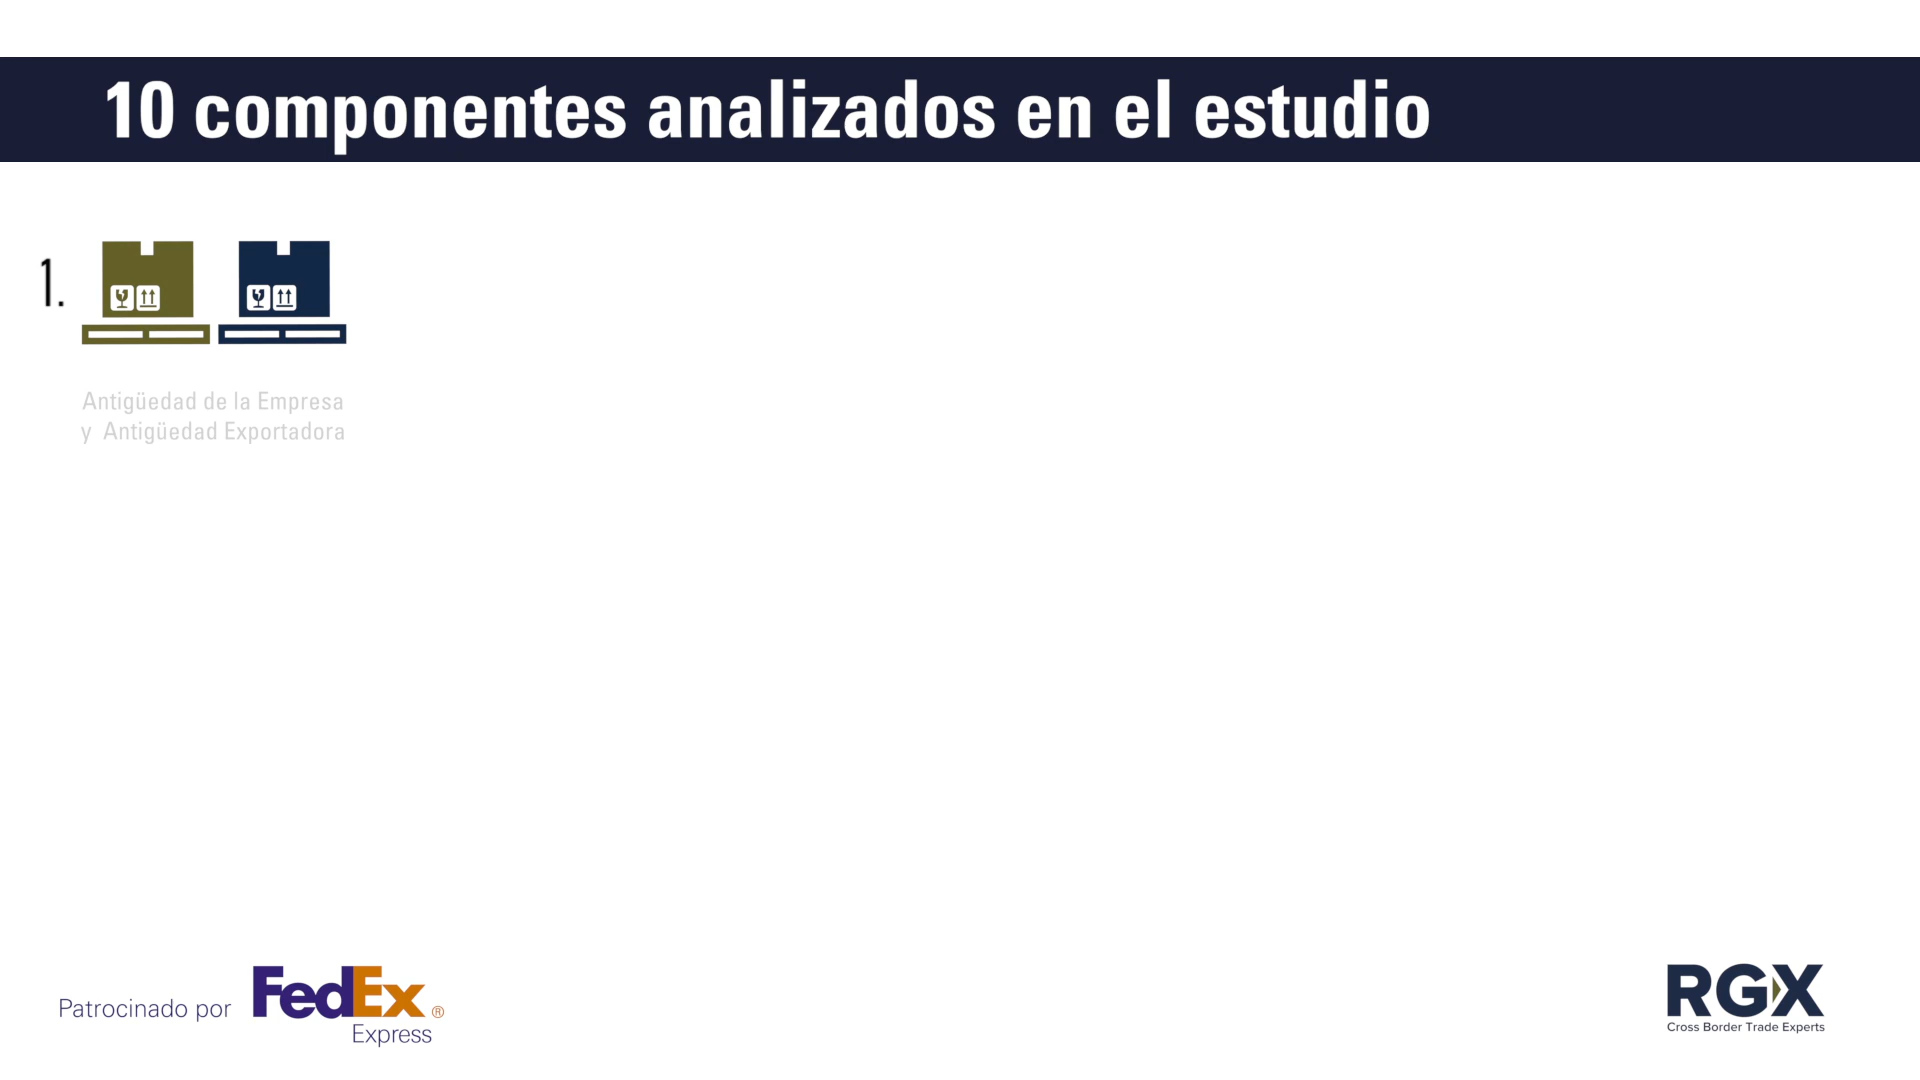 10 componentes analizados en el estudio
1.
Antigüedad de la Empresa
y Antigüedad Exportadora
Patrocinado por
FedEx®
Express
RGX
Cross Border Trade Experts